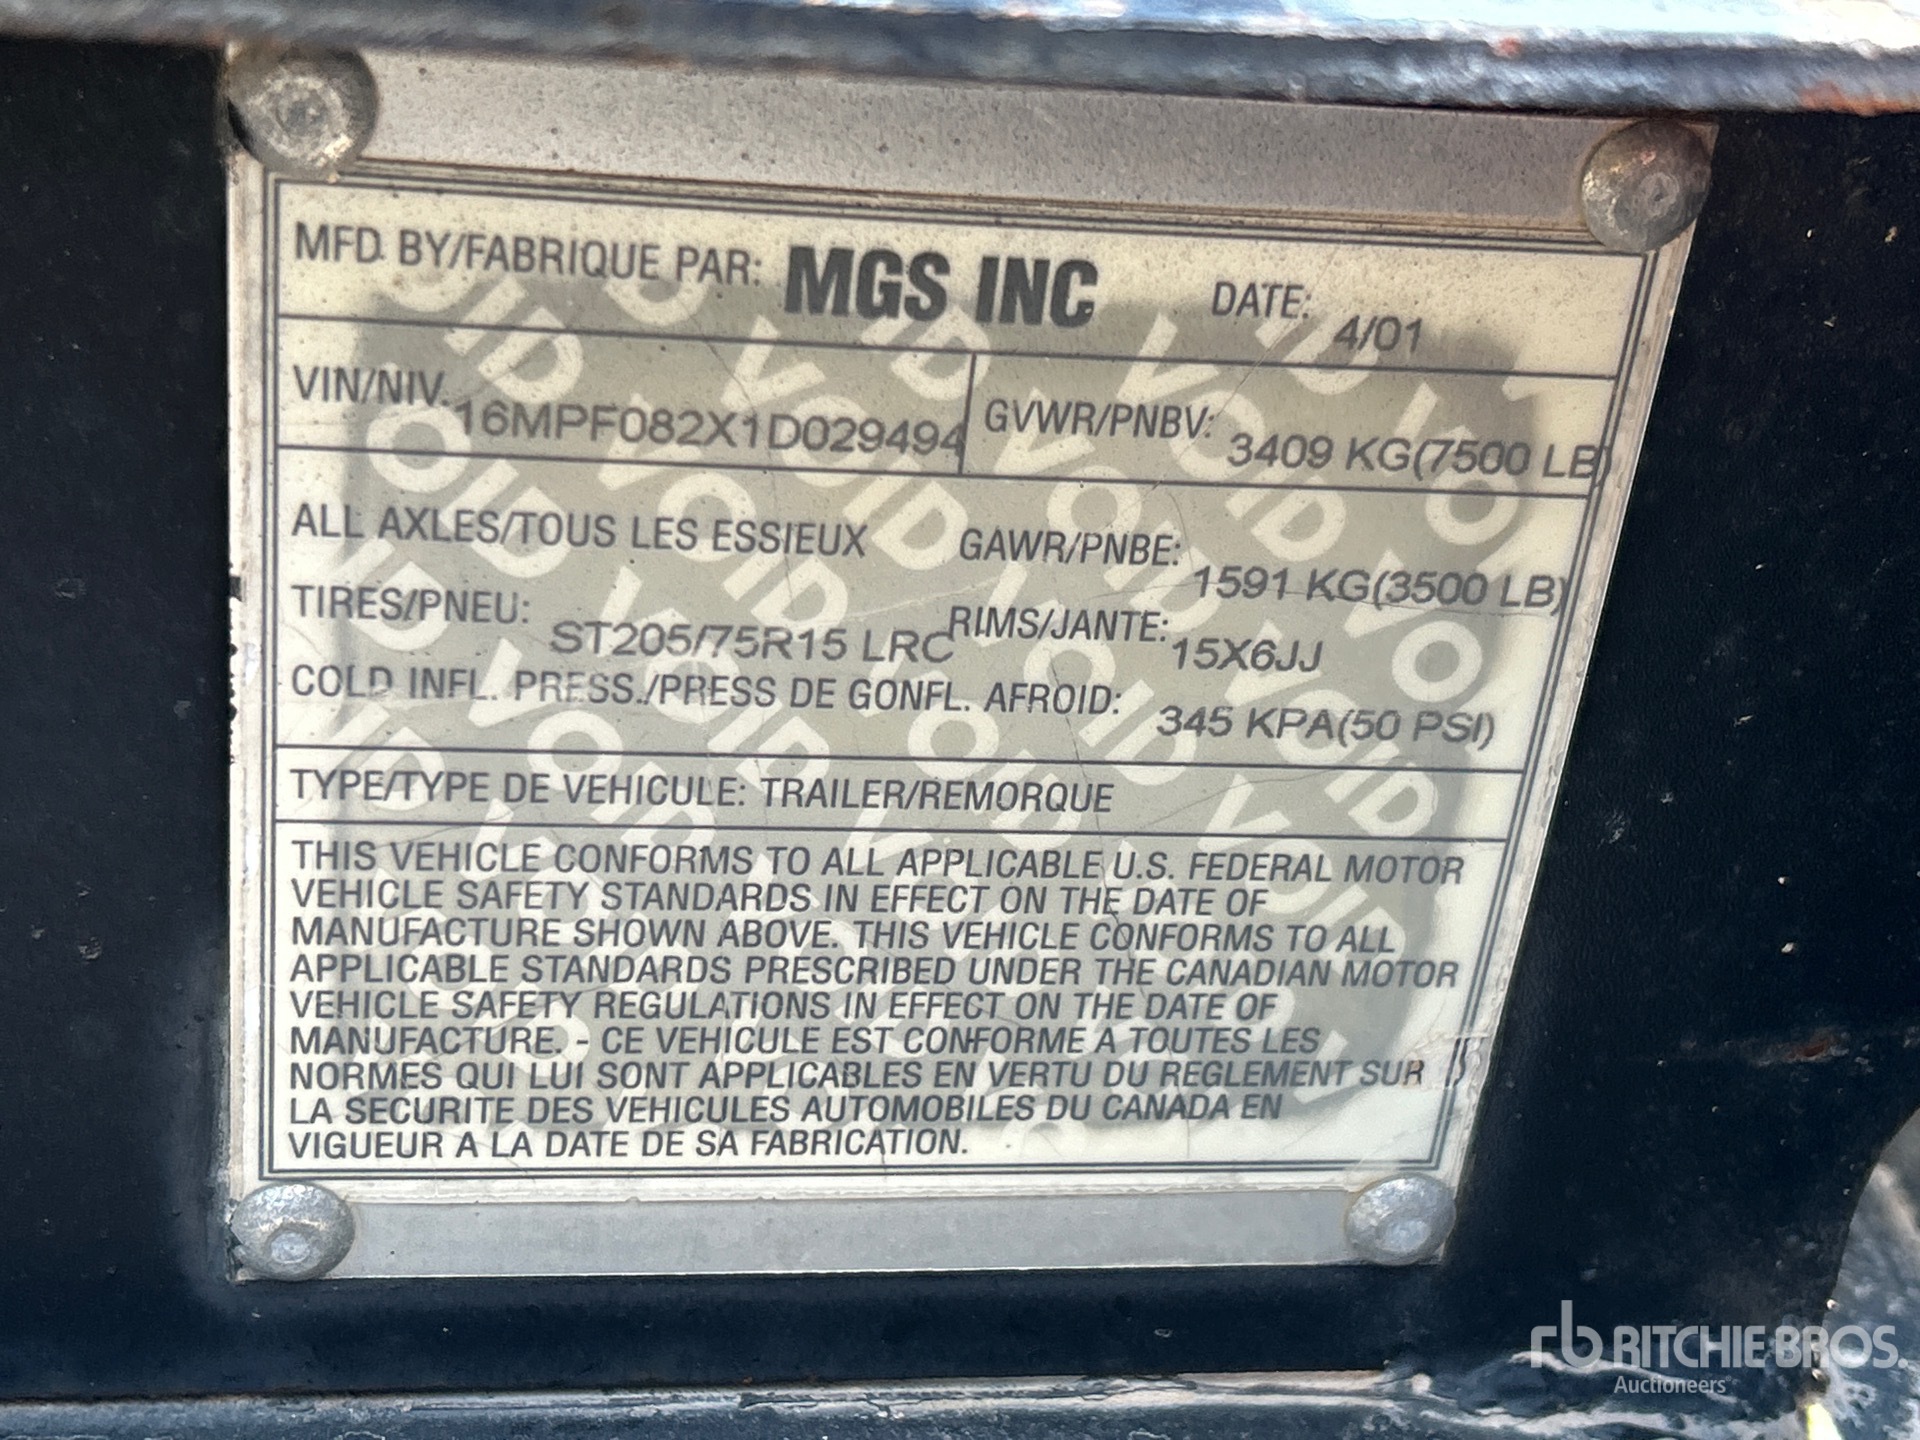 MFD. BY/FABRIQUE PAR: MGS INC DATE: 4/01
VIN/NIV. 16MPF082X1D029494 GVWR/PNBV: 3409 KG(7500 LB)
ALL AXLES/TOUS LES ESSIEUX GAWR/PNBE: 1591 KG(3500 LB)
TIRES/PNEU: ST205/75R15 LRC RIMS/JANTE: 15X6JJ
COLD INFL. PRESS./PRESS DE GONFL. AFROID: 345 KPA(50 PSI)
TYPE/TYPE DE VEHICULE: TRAILER/REMORQUE
THIS VEHICLE CONFORMS TO ALL APPLICABLE U.S. FEDERAL MOTOR
VEHICLE SAFETY STANDARDS IN EFFECT ON THE DATE OF
MANUFACTURE SHOWN ABOVE. THIS VEHICLE CONFORMS TO ALL
APPLICABLE STANDARDS PRESCRIBED UNDER THE CANADIAN MOTOR
VEHICLE SAFETY REGULATIONS IN EFFECT ON THE DATE OF
MANUFACTURE. - CE VEHICULE EST CONFORME A TOUTES LES
NORMES QUI LUI SONT APPLICABLES EN VERTU DU REGLEMENT SUR
LA SECURITE DES VEHICULES AUTOMOBILES DU CANADA EN
VIGUEUR A LA DATE DE SA FABRICATION.
rb RITCHIE BROS.
Auctioneers